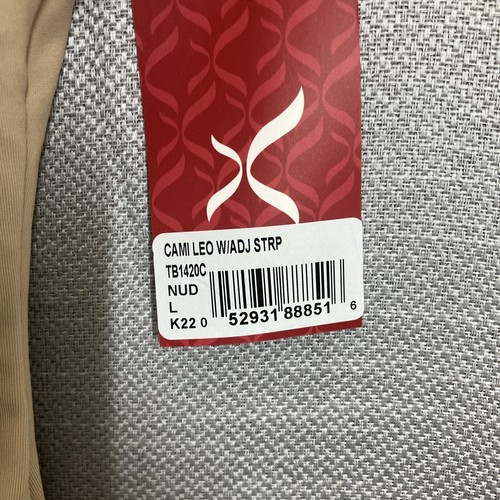 CAMI LEO W/ADJ STRP
TB1420C
NUD
L
K22 0 52931 88851 6